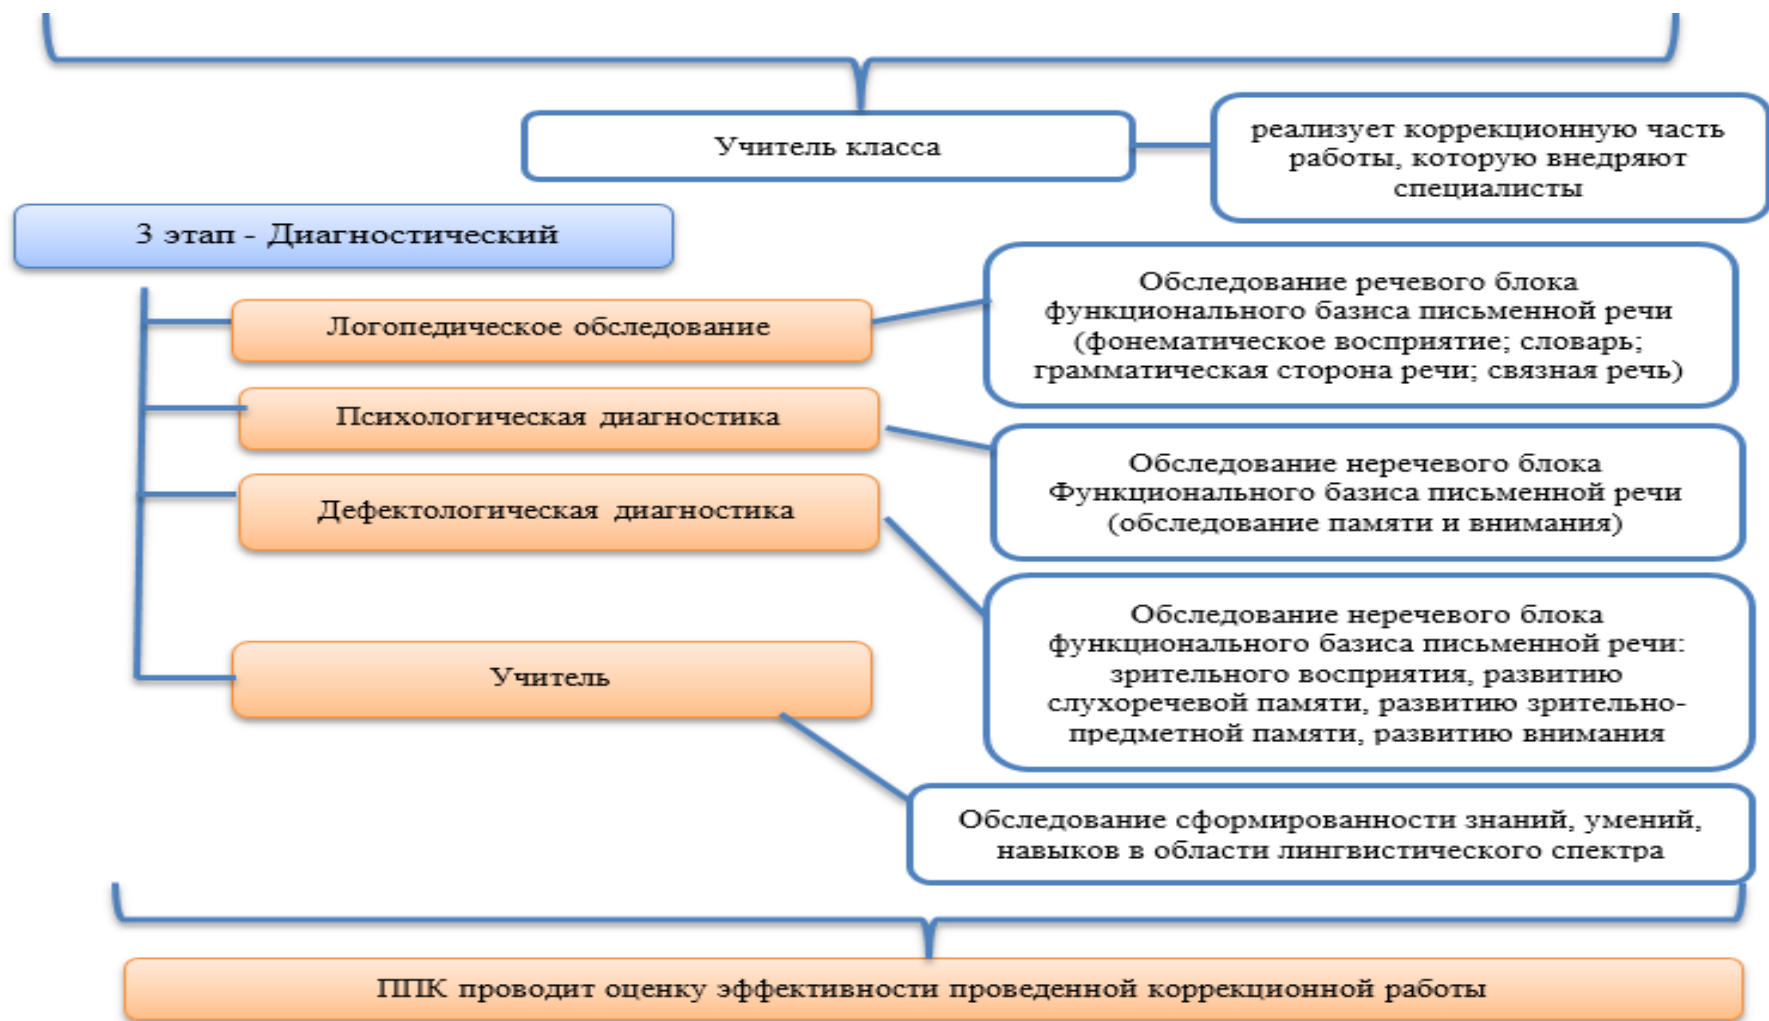 Учитель класса
реализует коррекционную часть
работы, которую внедряют
специалисты
3 этап - Диагностический
Логопедическое обследование
Обследование речевого блока
функционального базиса письменной речи
(фонематическое восприятие; словарь;
грамматическая сторона речи; связная речь)
Психологическая диагностика
Обследование неречевого блока
Функционального базиса письменной речи
(обследование памяти и внимания)
Дефектологическая диагностика
Обследование неречевого блока
функционального базиса письменной речи:
зрительного восприятия, развитию
слухоречевой памяти, развитию зрительно-
предметной памяти, развитию внимания
Учитель
Обследование сформированности знаний, умений,
навыков в области лингвистического спектра
ППК проводит оценку эффективности проведенной коррекционной работы